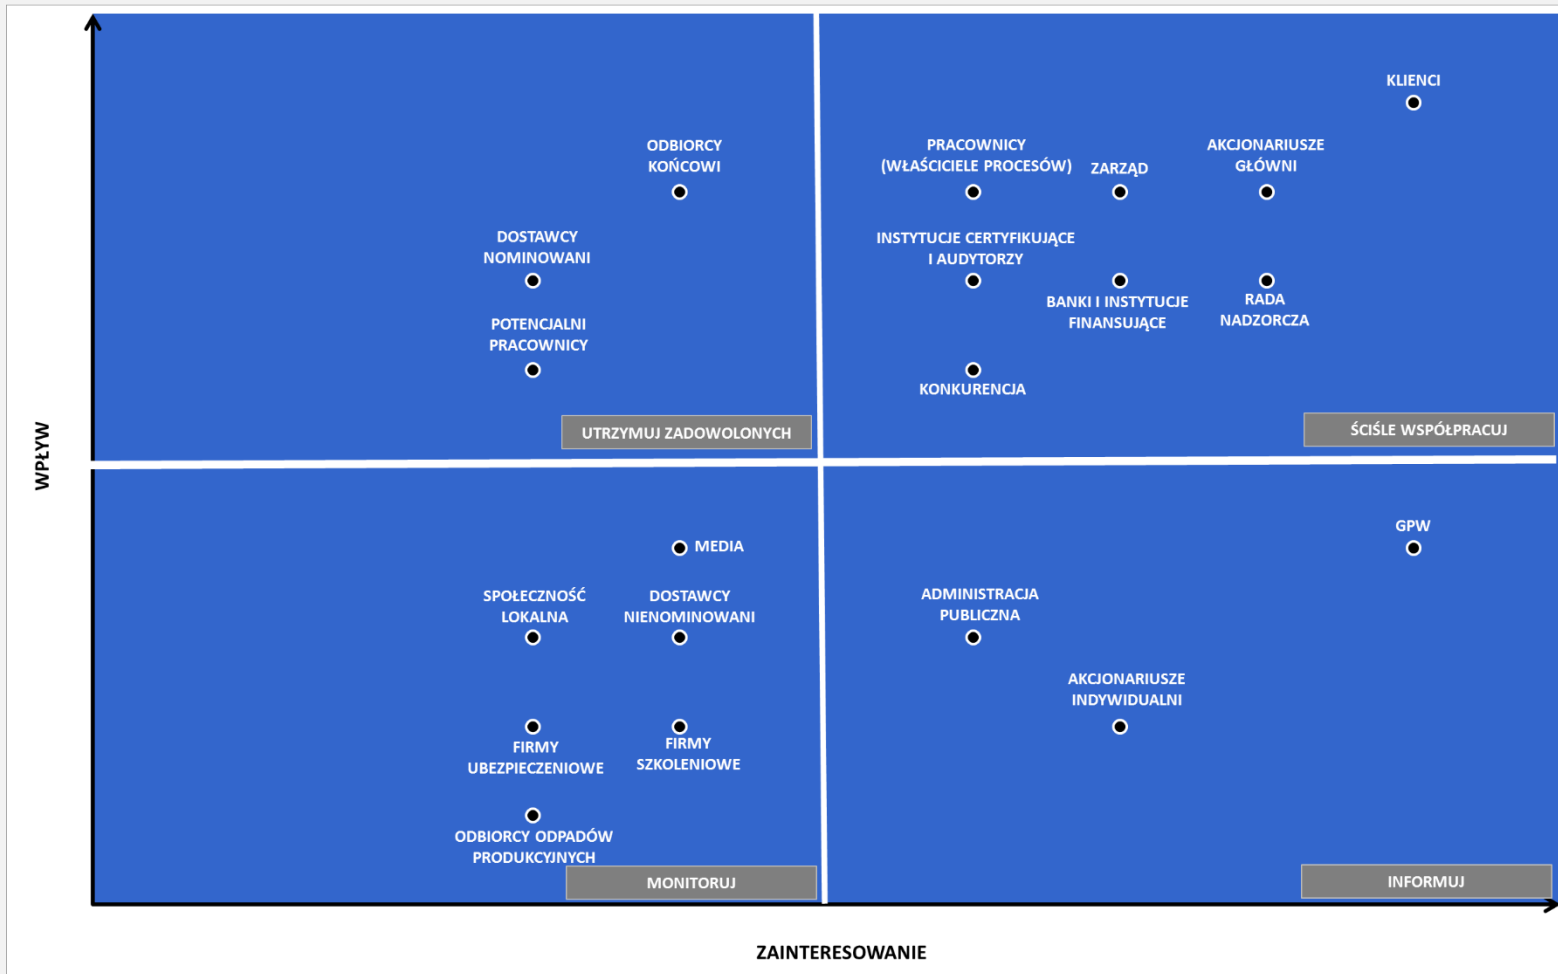 KLIENCI
ODBIORCY
KOŃCOWI
PRACOWNICY
(WŁAŚCICIELE PROCESÓW)
ZARZĄD
AKCJONARIUSZE
GŁÓWNI
DOSTAWCY
NOMINOWANI
INSTYTUCJE CERTYFIKUJĄCE
I AUDYTORZY
BANKI I INSTYTUCJE
FINANSUJĄCE
RADA
NADZORCZA
POTENCJALNI
PRACOWNICY
KONKURENCJA
UTRZYMUJ ZADOWOLONYCH
ŚCIŚLE WSPÓŁPRACUJ
WPŁYW
MEDIA
GPW
SPOŁECZNOŚĆ
LOKALNA
DOSTAWCY
NIENOMINOWANI
ADMINISTRACJA
PUBLICZNA
AKCJONARIUSZE
INDYWIDUALNI
FIRMY
UBEZPIECZENIOWE
FIRMY
SZKOLENIOWE
ODBIORCY ODPADÓW
PRODUKCYJNYCH
MONITORUJ
INFORMUJ
ZAINTERESOWANIE